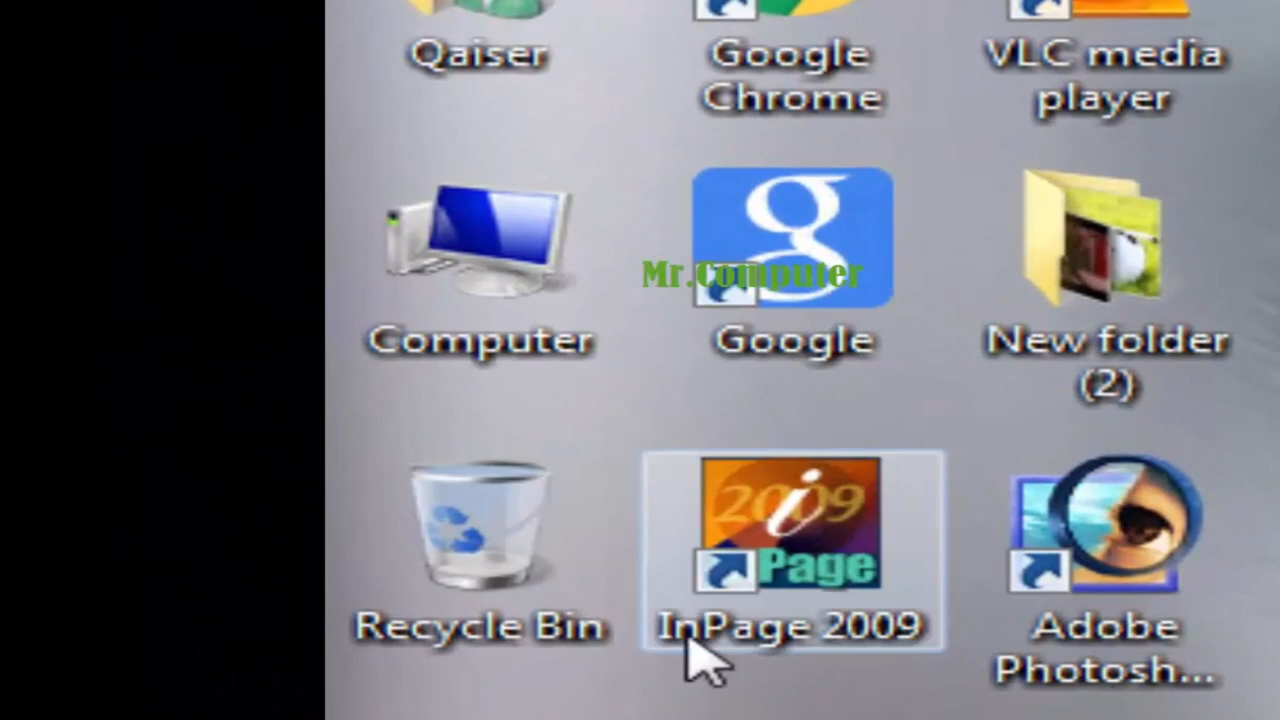 Qaiser
Google
Chrome
VLC media
player
Mr.Computer
Computer
Google
New folder
(2)
2009
i
Page
Recycle Bin
InPage 2009
Adobe
Photosh...